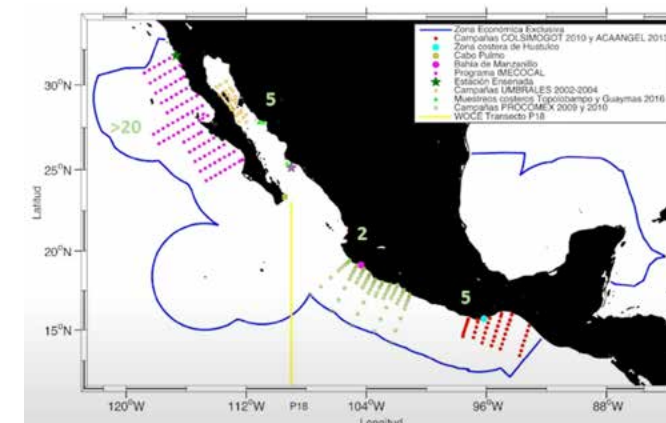 Zona Económica Exclusiva
Campañas COLSIMOGOT 2010 y ACAANGEL 2013
Zona costera de Huatulco
Cabo Pulmo
Bahía de Manzanillo
Programa IMECOCAL
Estación Ensenada
Campañas UMBRALES 2002-2004
Muestreos costeros Topolobampo y Guaymas 2016
Campañas PROCOMEX 2009 y 2010
WOCE Transecto P18
30°N
5
>20
25°N
Latitud
2
20°N
5
15°N
120°W
112°W
P18
104°W
96°W
88°W
Longitud